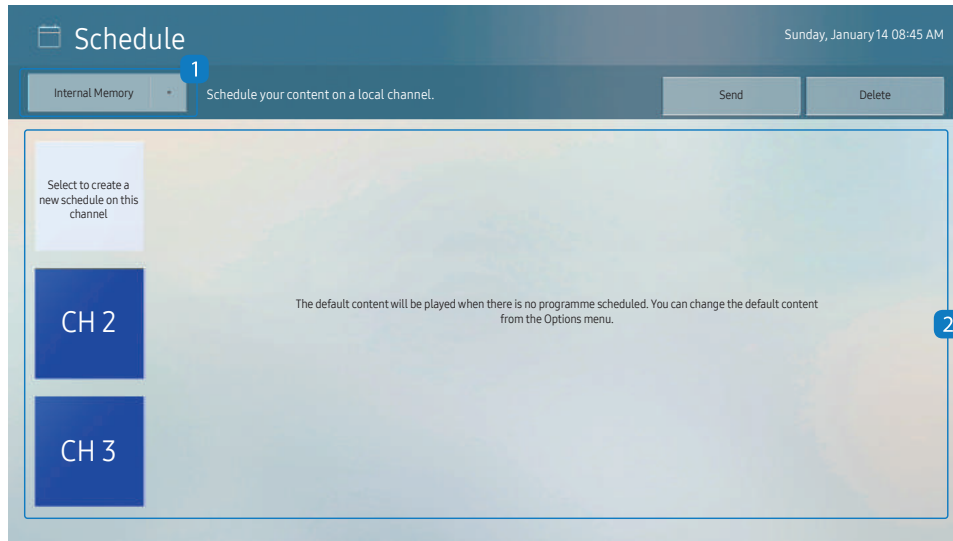 Schedule
Sunday, January 14 08:45 AM
1
Internal Memory
Schedule your content on a local channel.
Send
Delete
Select to create a
new schedule on this
channel
CH 2
The default content will be played when there is no programme scheduled. You can change the default content
from the Options menu.
2
CH 3